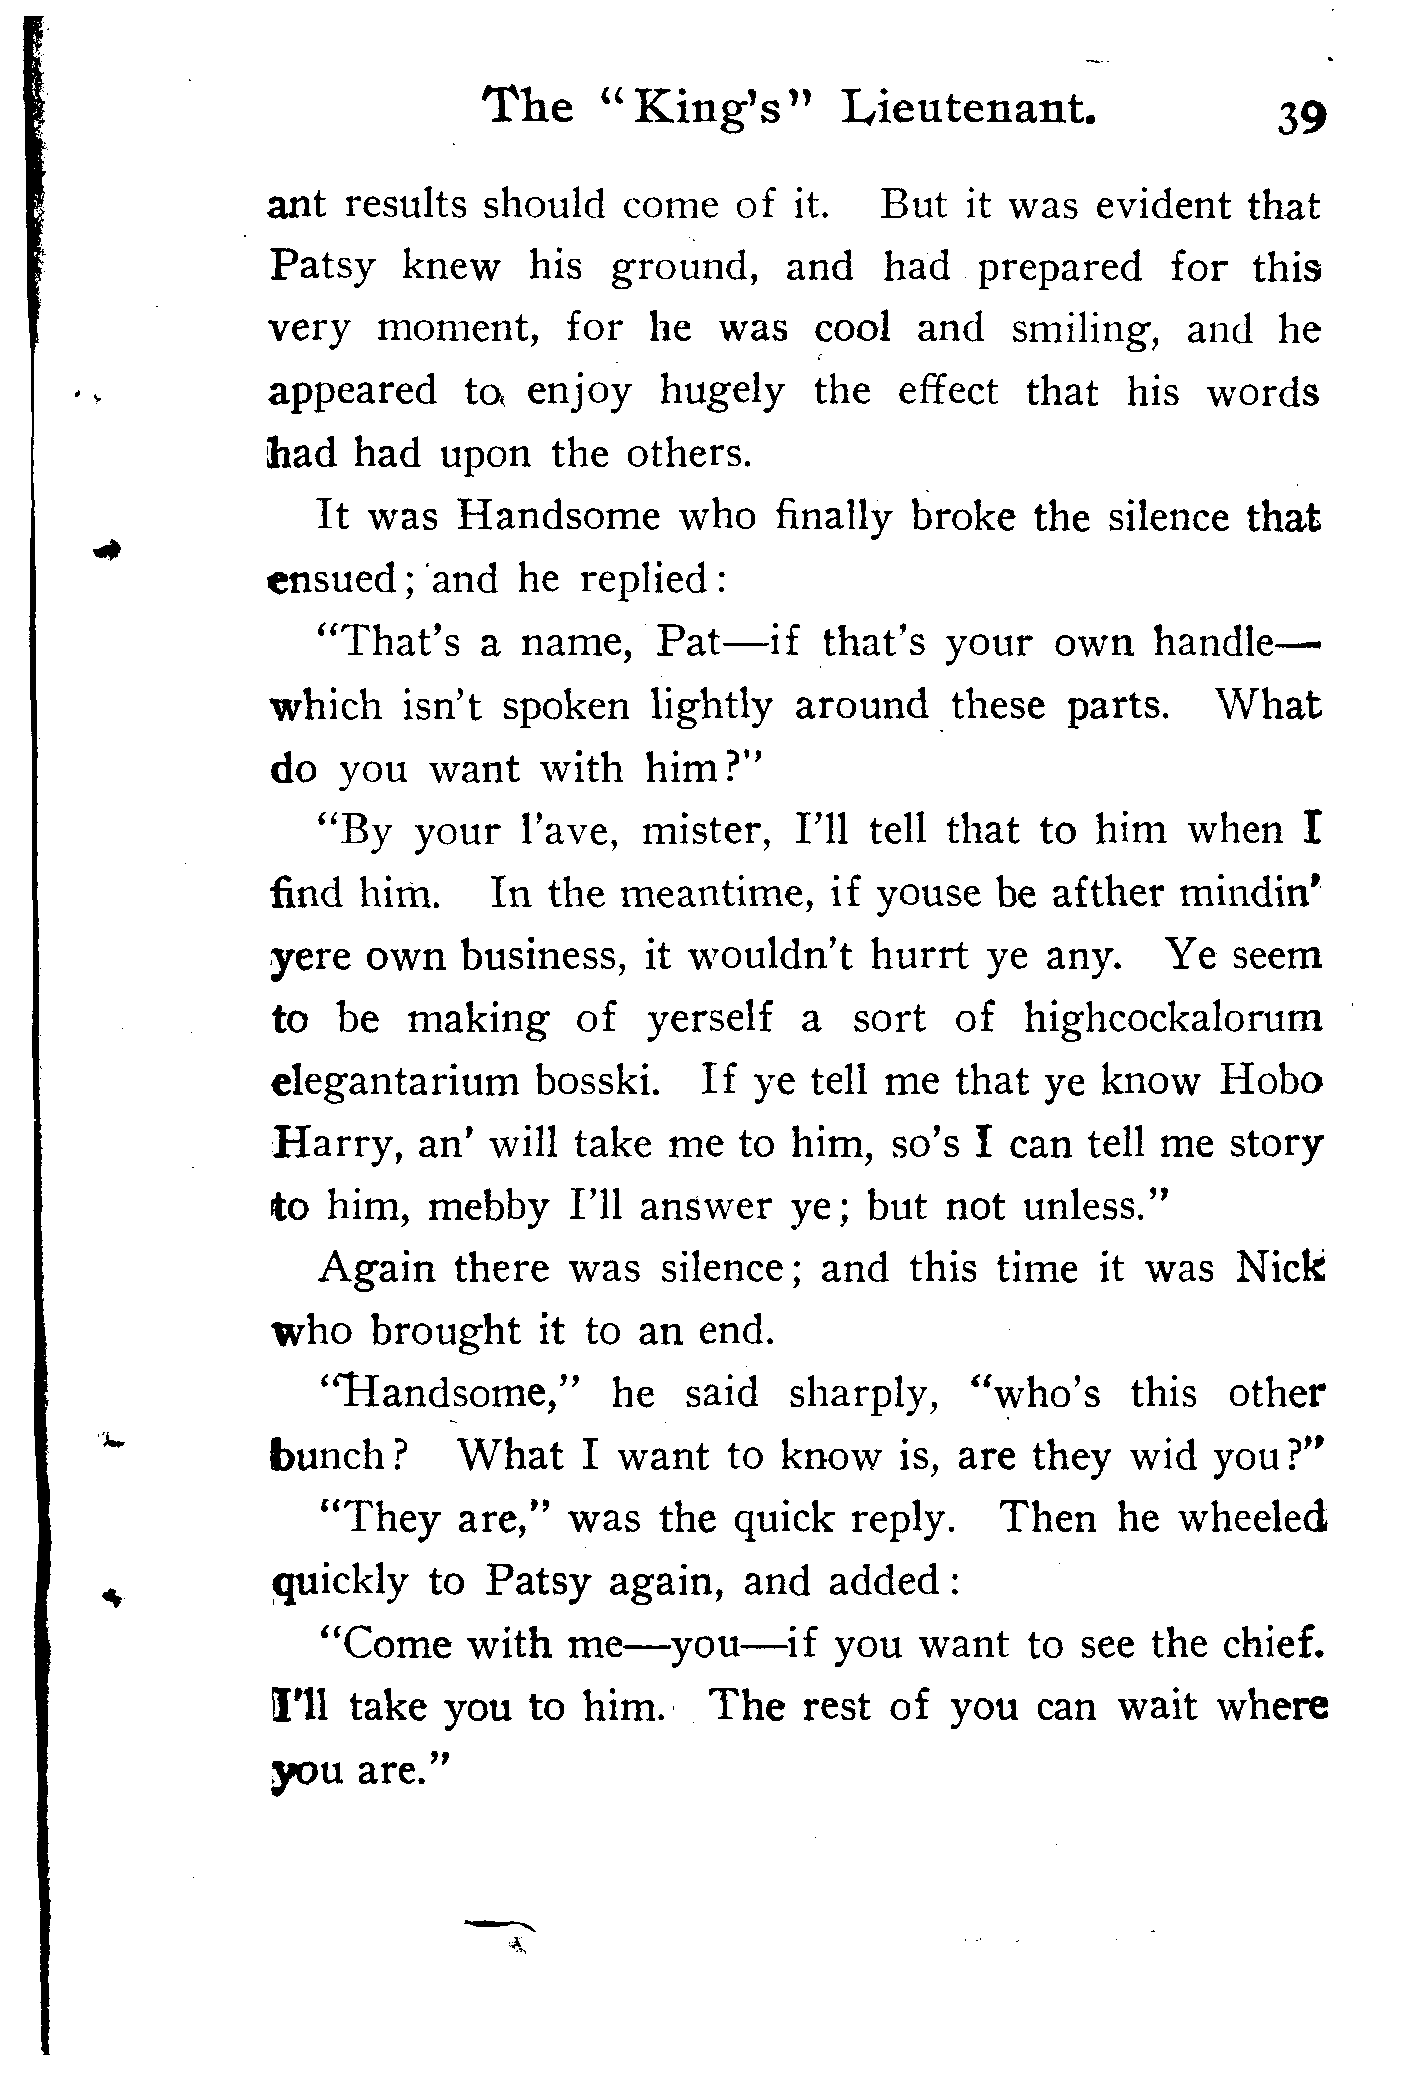 The "King's" Lieutenant. 39
ant results should come of it. But it was evident that
Patsy knew his ground, and had prepared for this
very moment, for he was cool and smiling, and he
appeared to enjoy hugely the effect that his words
had had upon the others.
It was Handsome who finally broke the silence that
ensued; and he replied:
"That's a name, Pat—if that's your own handle—
which isn't spoken lightly around these parts. What
do you want with him?"
"By your l'ave, mister, I'll tell that to him when I
find him. In the meantime, if youse be afther mindin'
yere own business, it wouldn't hurrt ye any. Ye seem
to be making of yerself a sort of highcockalorum
elegantarium bosski. If ye tell me that ye know Hobo
Harry, an' will take me to him, so's I can tell me story
to him, mebby I'll answer ye; but not unless."
Again there was silence; and this time it was Nick
who brought it to an end.
"Handsome," he said sharply, "who's this other
bunch? What I want to know is, are they wid you?"
"They are," was the quick reply. Then he wheeled
quickly to Patsy again, and added:
"Come with me—you—if you want to see the chief.
I'll take you to him. The rest of you can wait where
you are."